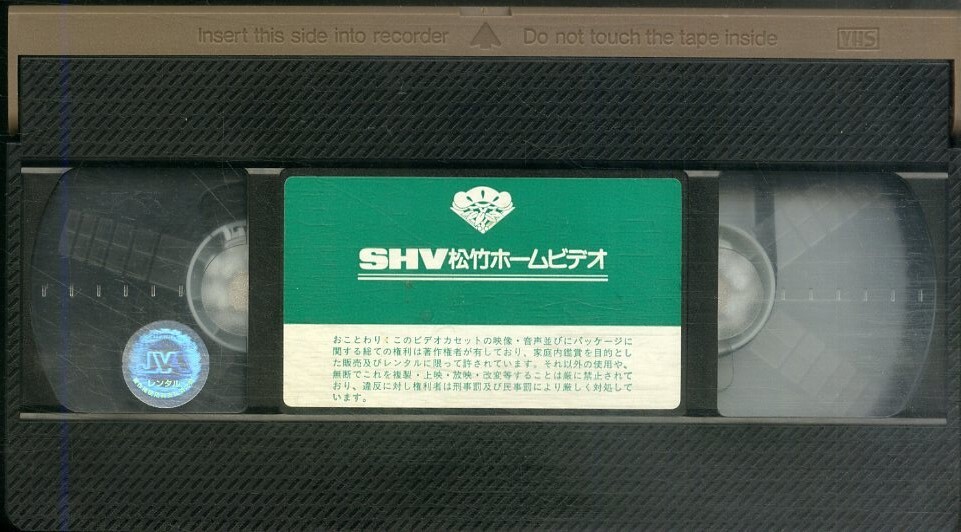 Insert this side into recorder Do not touch the tape inside VHS
SHV松竹ホームビデオ
おことわり：このビデオカセットの映像・音声並びにパッケージに
関する総ての権利は著作権者が有しており、家庭内鑑賞を目的とし
た販売及びレンタルに限って許されています。それ以外の使用や、
無断でこれを複製・上映・放映・改変等することは厳に禁止されて
おり、違反に対し権利者は刑事罰及び民事罰により厳しく対処して
います。
レンタル